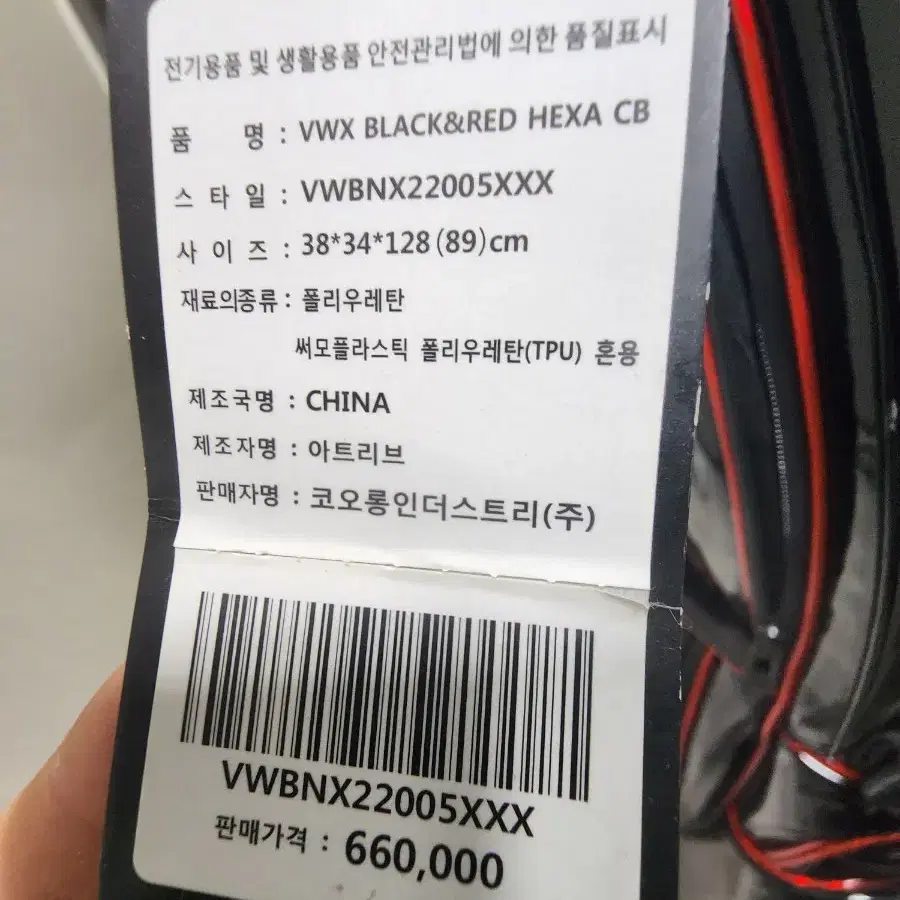 전기용품 및 생활용품 안전관리법에 의한 품질표시
품 명 : VWX BLACK&RED HEXA CB
스 타 일 : VWBNX22005XXX
사 이 즈 : 38*34*128(89)cm
재료의종류 : 폴리우레탄
써모플라스틱 폴리우레탄(TPU) 혼용
제조국명 : CHINA
제조자명 : 아트리브
판매자명 : 코오롱인더스트리(주)
VWBNX22005XXX
판매가격 : 660,000